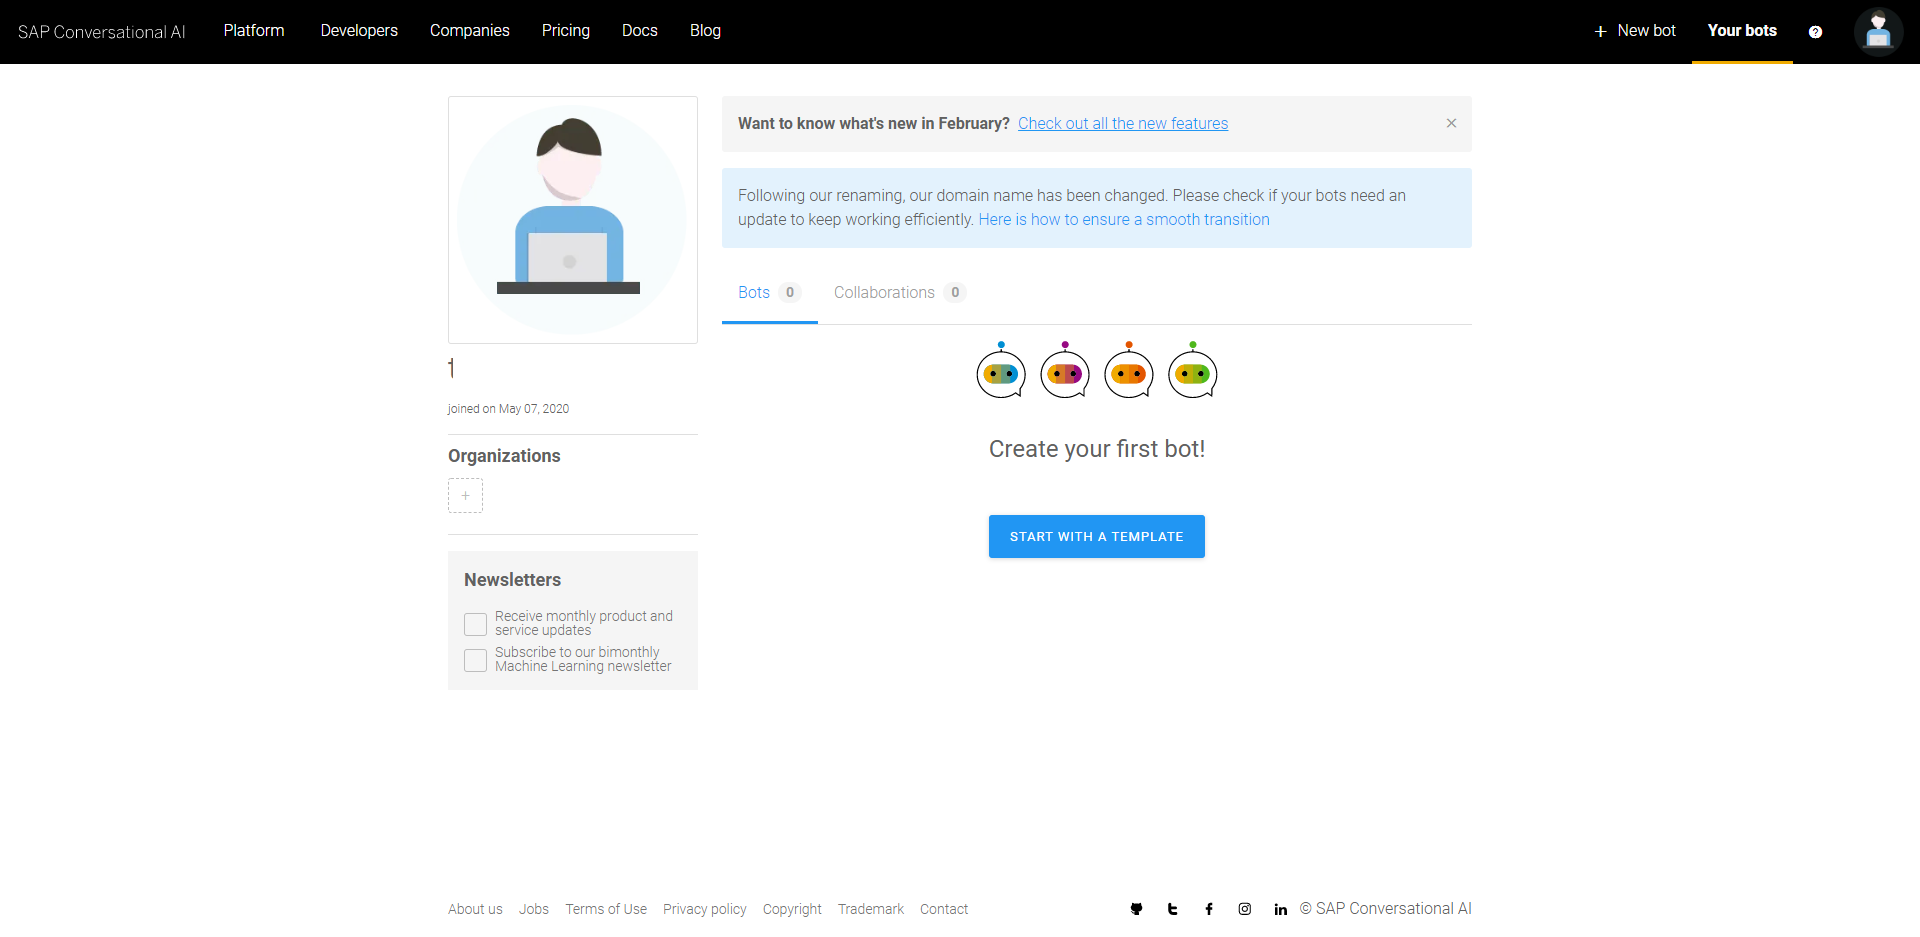 SAP Conversational AI
Platform
Developers
Companies
Pricing
Docs
Blog
+ New bot
Your bots
?
Want to know what's new in February? Check out all the new features
×
Following our renaming, our domain name has been changed. Please check if your bots need an
update to keep working efficiently. Here is how to ensure a smooth transition
Bots 0
Collaborations 0
joined on May 07, 2020
Organizations
+
Newsletters
Receive monthly product and
service updates
Subscribe to our bimonthly
Machine Learning newsletter
Create your first bot!
START WITH A TEMPLATE
About us
Jobs
Terms of Use
Privacy policy
Copyright
Trademark
Contact
© SAP Conversational AI